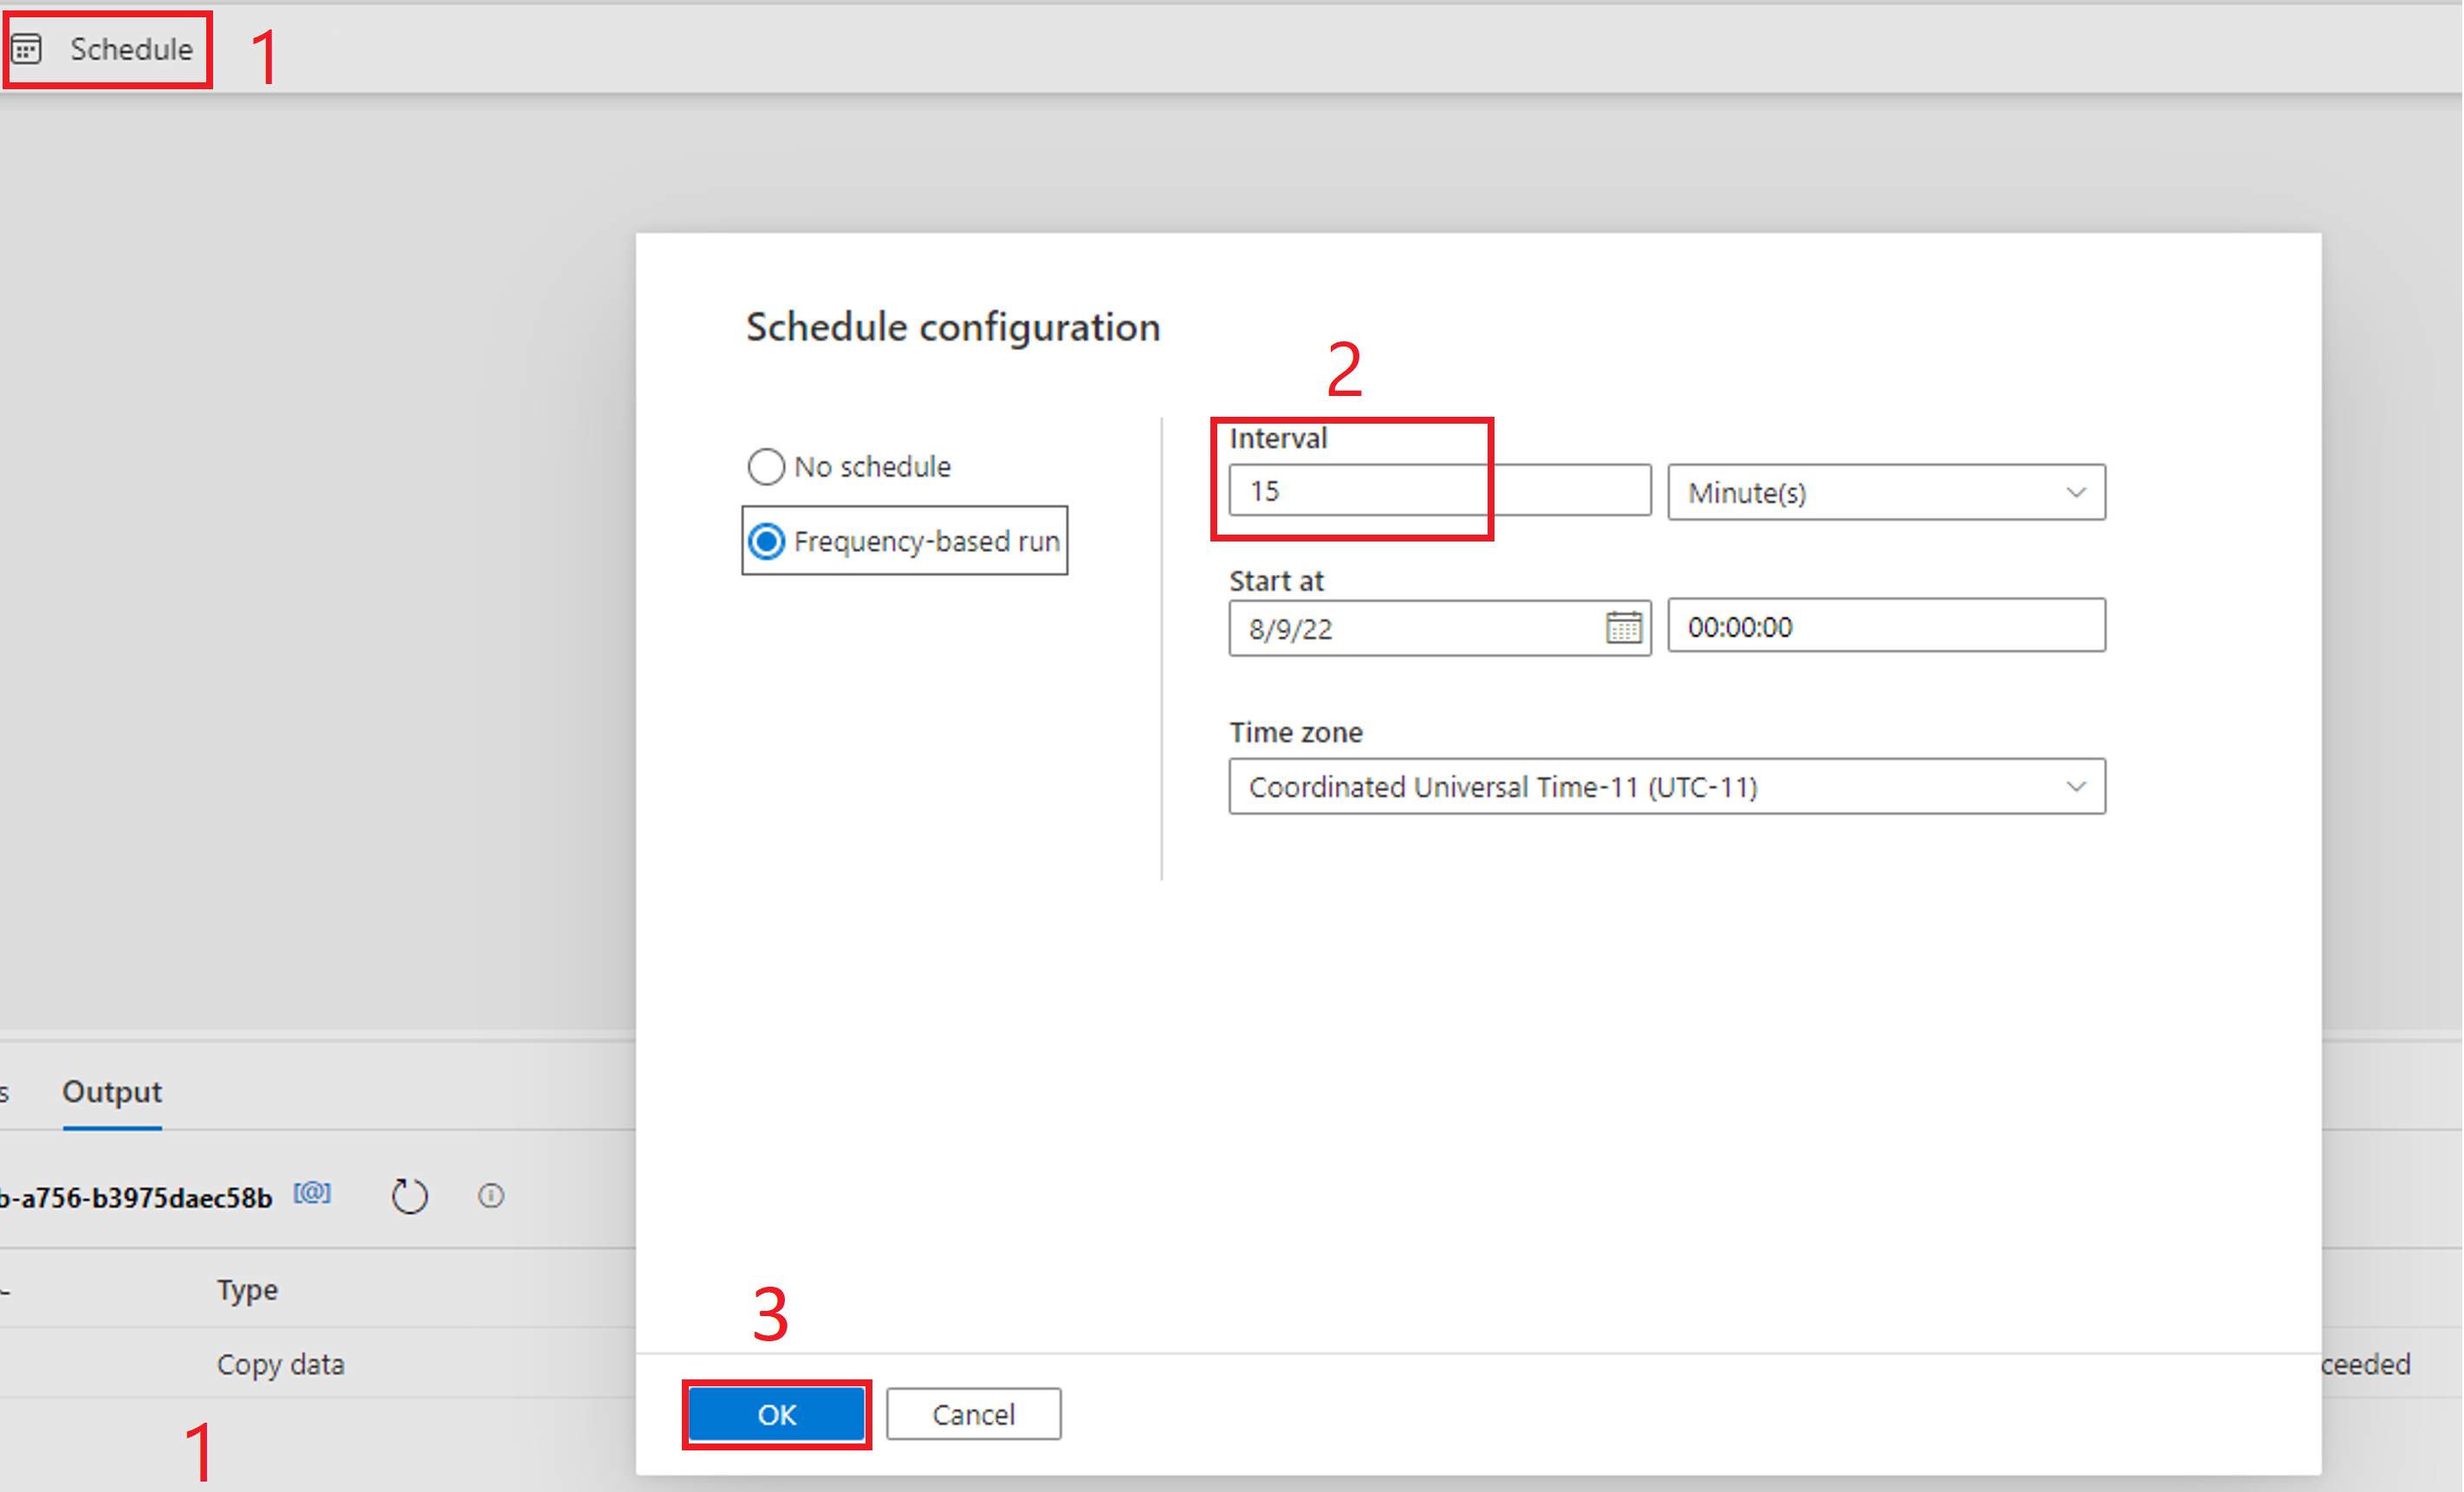 Schedule 1
Schedule configuration
2
No schedule
Frequency-based run
Interval
15 Minute(s)
Start at
8/9/22 00:00:00
Time zone
Coordinated Universal Time-11 (UTC-11)
s Output
b-a756-b3975daec58b [@]
Type
Copy data ceeded
3
OK Cancel
1